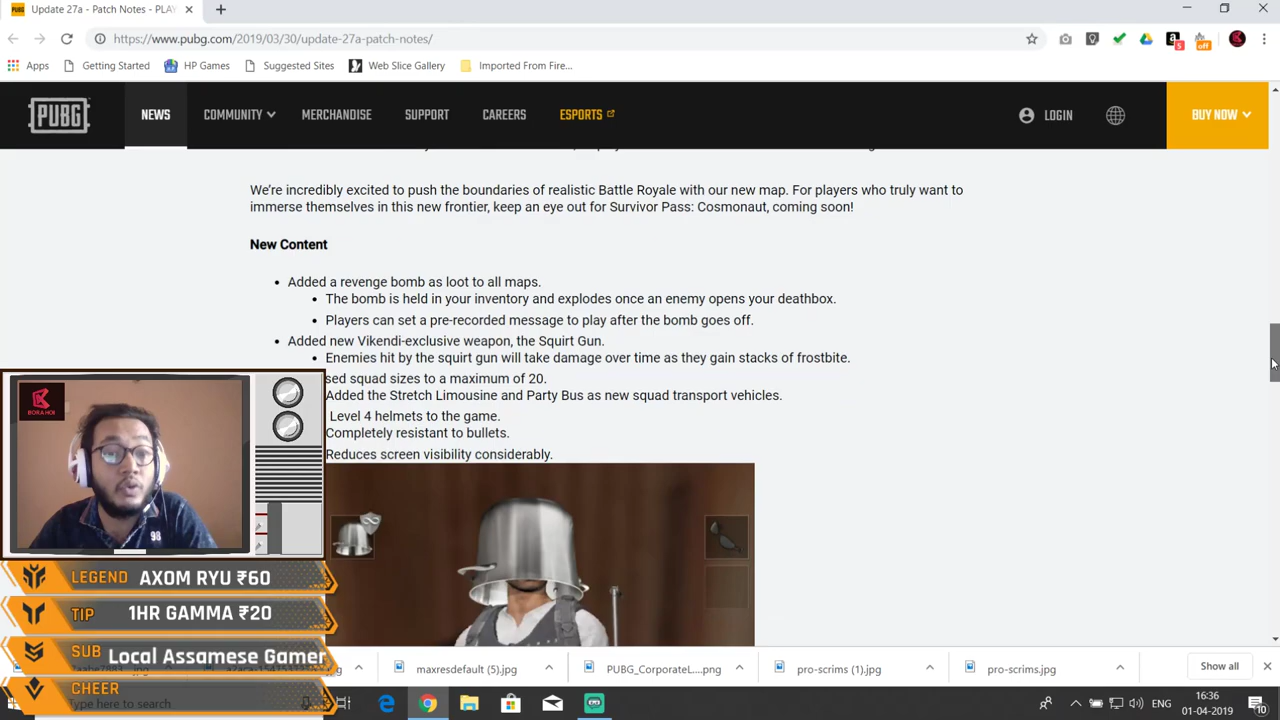 Update 27a - Patch Notes - PLAY
https://www.pubg.com/2019/03/30/update-27a-patch-notes/
5
off
Apps
Getting Started
HP Games
Suggested Sites
Web Slice Gallery
Imported From Fire...
PUBG
NEWS
COMMUNITY
MERCHANDISE
SUPPORT
CAREERS
ESPORTS
LOGIN
BUY NOW
We're incredibly excited to push the boundaries of realistic Battle Royale with our new map. For players who truly want to
immerse themselves in this new frontier, keep an eye out for Survivor Pass: Cosmonaut, coming soon!
New Content
• Added a revenge bomb as loot to all maps.
• The bomb is held in your inventory and explodes once an enemy opens your deathbox.
• Players can set a pre-recorded message to play after the bomb goes off.
• Added new Vikendi-exclusive weapon, the Squirt Gun.
• Enemies hit by the squirt gun will take damage over time as they gain stacks of frostbite.
sed squad sizes to a maximum of 20.
Added the Stretch Limousine and Party Bus as new squad transport vehicles.
Level 4 helmets to the game.
Completely resistant to bullets.
Reduces screen visibility considerably.
98
LEGEND AXOM RYU ₹60
TIP 1HR GAMMA ₹20
SUB Local Assamese Gamer
CHEER
maxresdefault (5).jpg
PUBG_CorporateL....png
pro-scrims (1).jpg
pro-scrims.jpg
Show all
Type here to search
ENG
16:36
01-04-2019
10